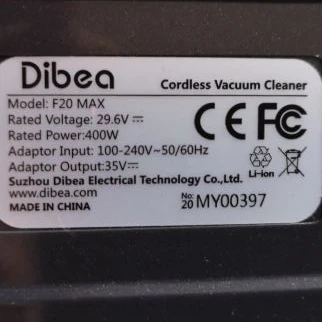 Dibea Cordless Vacuum Cleaner
Model: F20 MAX
Rated Voltage: 29.6V⎓
Rated Power:400W
Adaptor Input: 100-240V~50/60Hz
Adaptor Output:35V⎓
Suzhou Dibea Electrical Technology Co.,Ltd.
www.dibea.com
MADE IN CHINA
CE FC
Li-ion
No: 20 MY00397